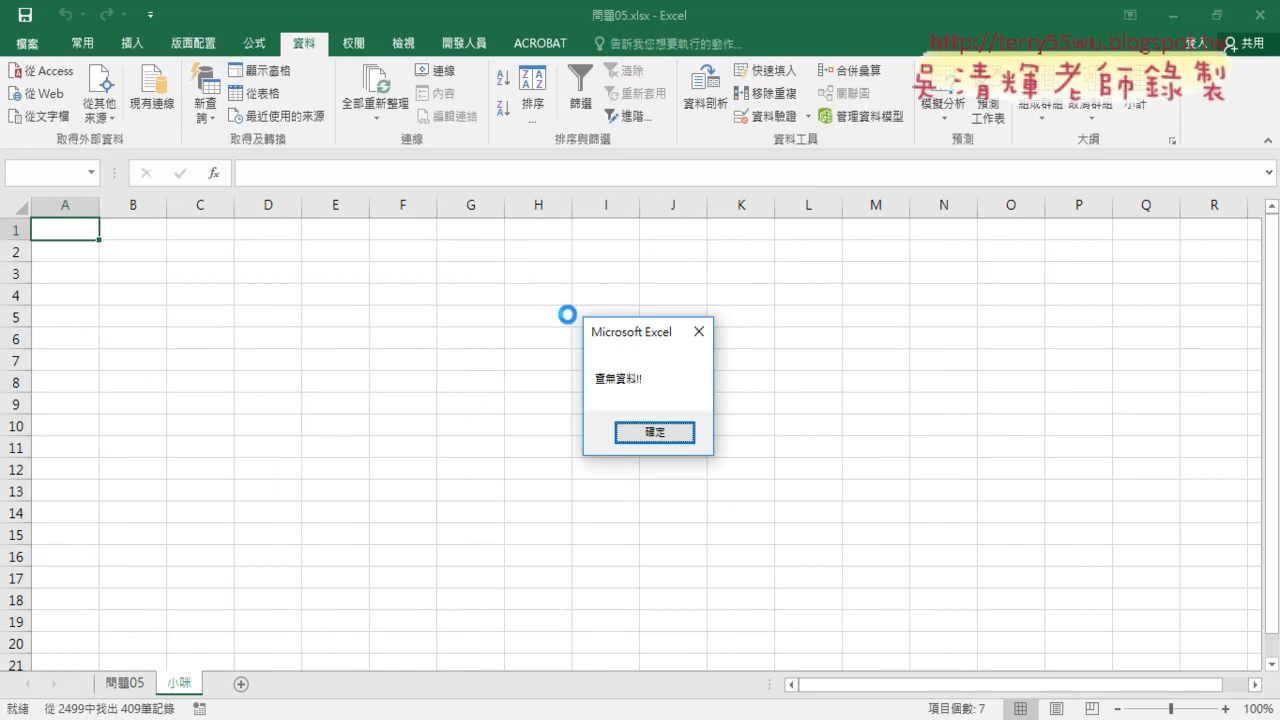 問題05.xlsx - Excel
檔案 常用 插入 版面配置 公式 資料 校閱 檢視 開發人員 ACROBAT 告訴我您想要執行的動作... 登入 共用
http://terry55wu.blogspot.tw
吳清輝老師錄製
從 Access
從 Web
從文字檔
從其他來源
現有連線
取得外部資料
新查詢
顯示查詢
從表格
最近使用的來源
取得及轉換
全部重新整理
連線
內容
編輯連結
連線
排序...
篩選
清除
重新套用
進階...
排序與篩選
資料剖析
快速填入
移除重複
資料驗證
合併彙算
關聯圖
管理資料模型
資料工具
模擬分析
預測工作表
預測
組成群組
取消群組
小計
大綱
fx
A B C D E F G H I J K L M N O P Q R
1
2
3
4
5
6
7
8
9
10
11
12
13
14
15
16
17
18
19
20
21
Microsoft Excel
查無資料!!
確定
問題05 小咪
就緒 從 2499中找出 409筆記錄 項目個數: 7 100%